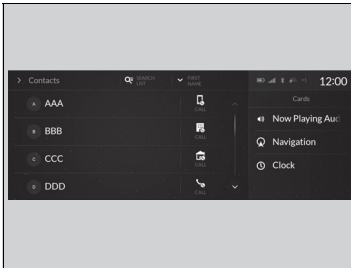 Contacts
SEARCH LIST
FIRST NAME
12:00
A AAA
CALL
Cards
B BBB
CALL
Now Playing Aud
C CCC
CALL
Navigation
D DDD
CALL
Clock